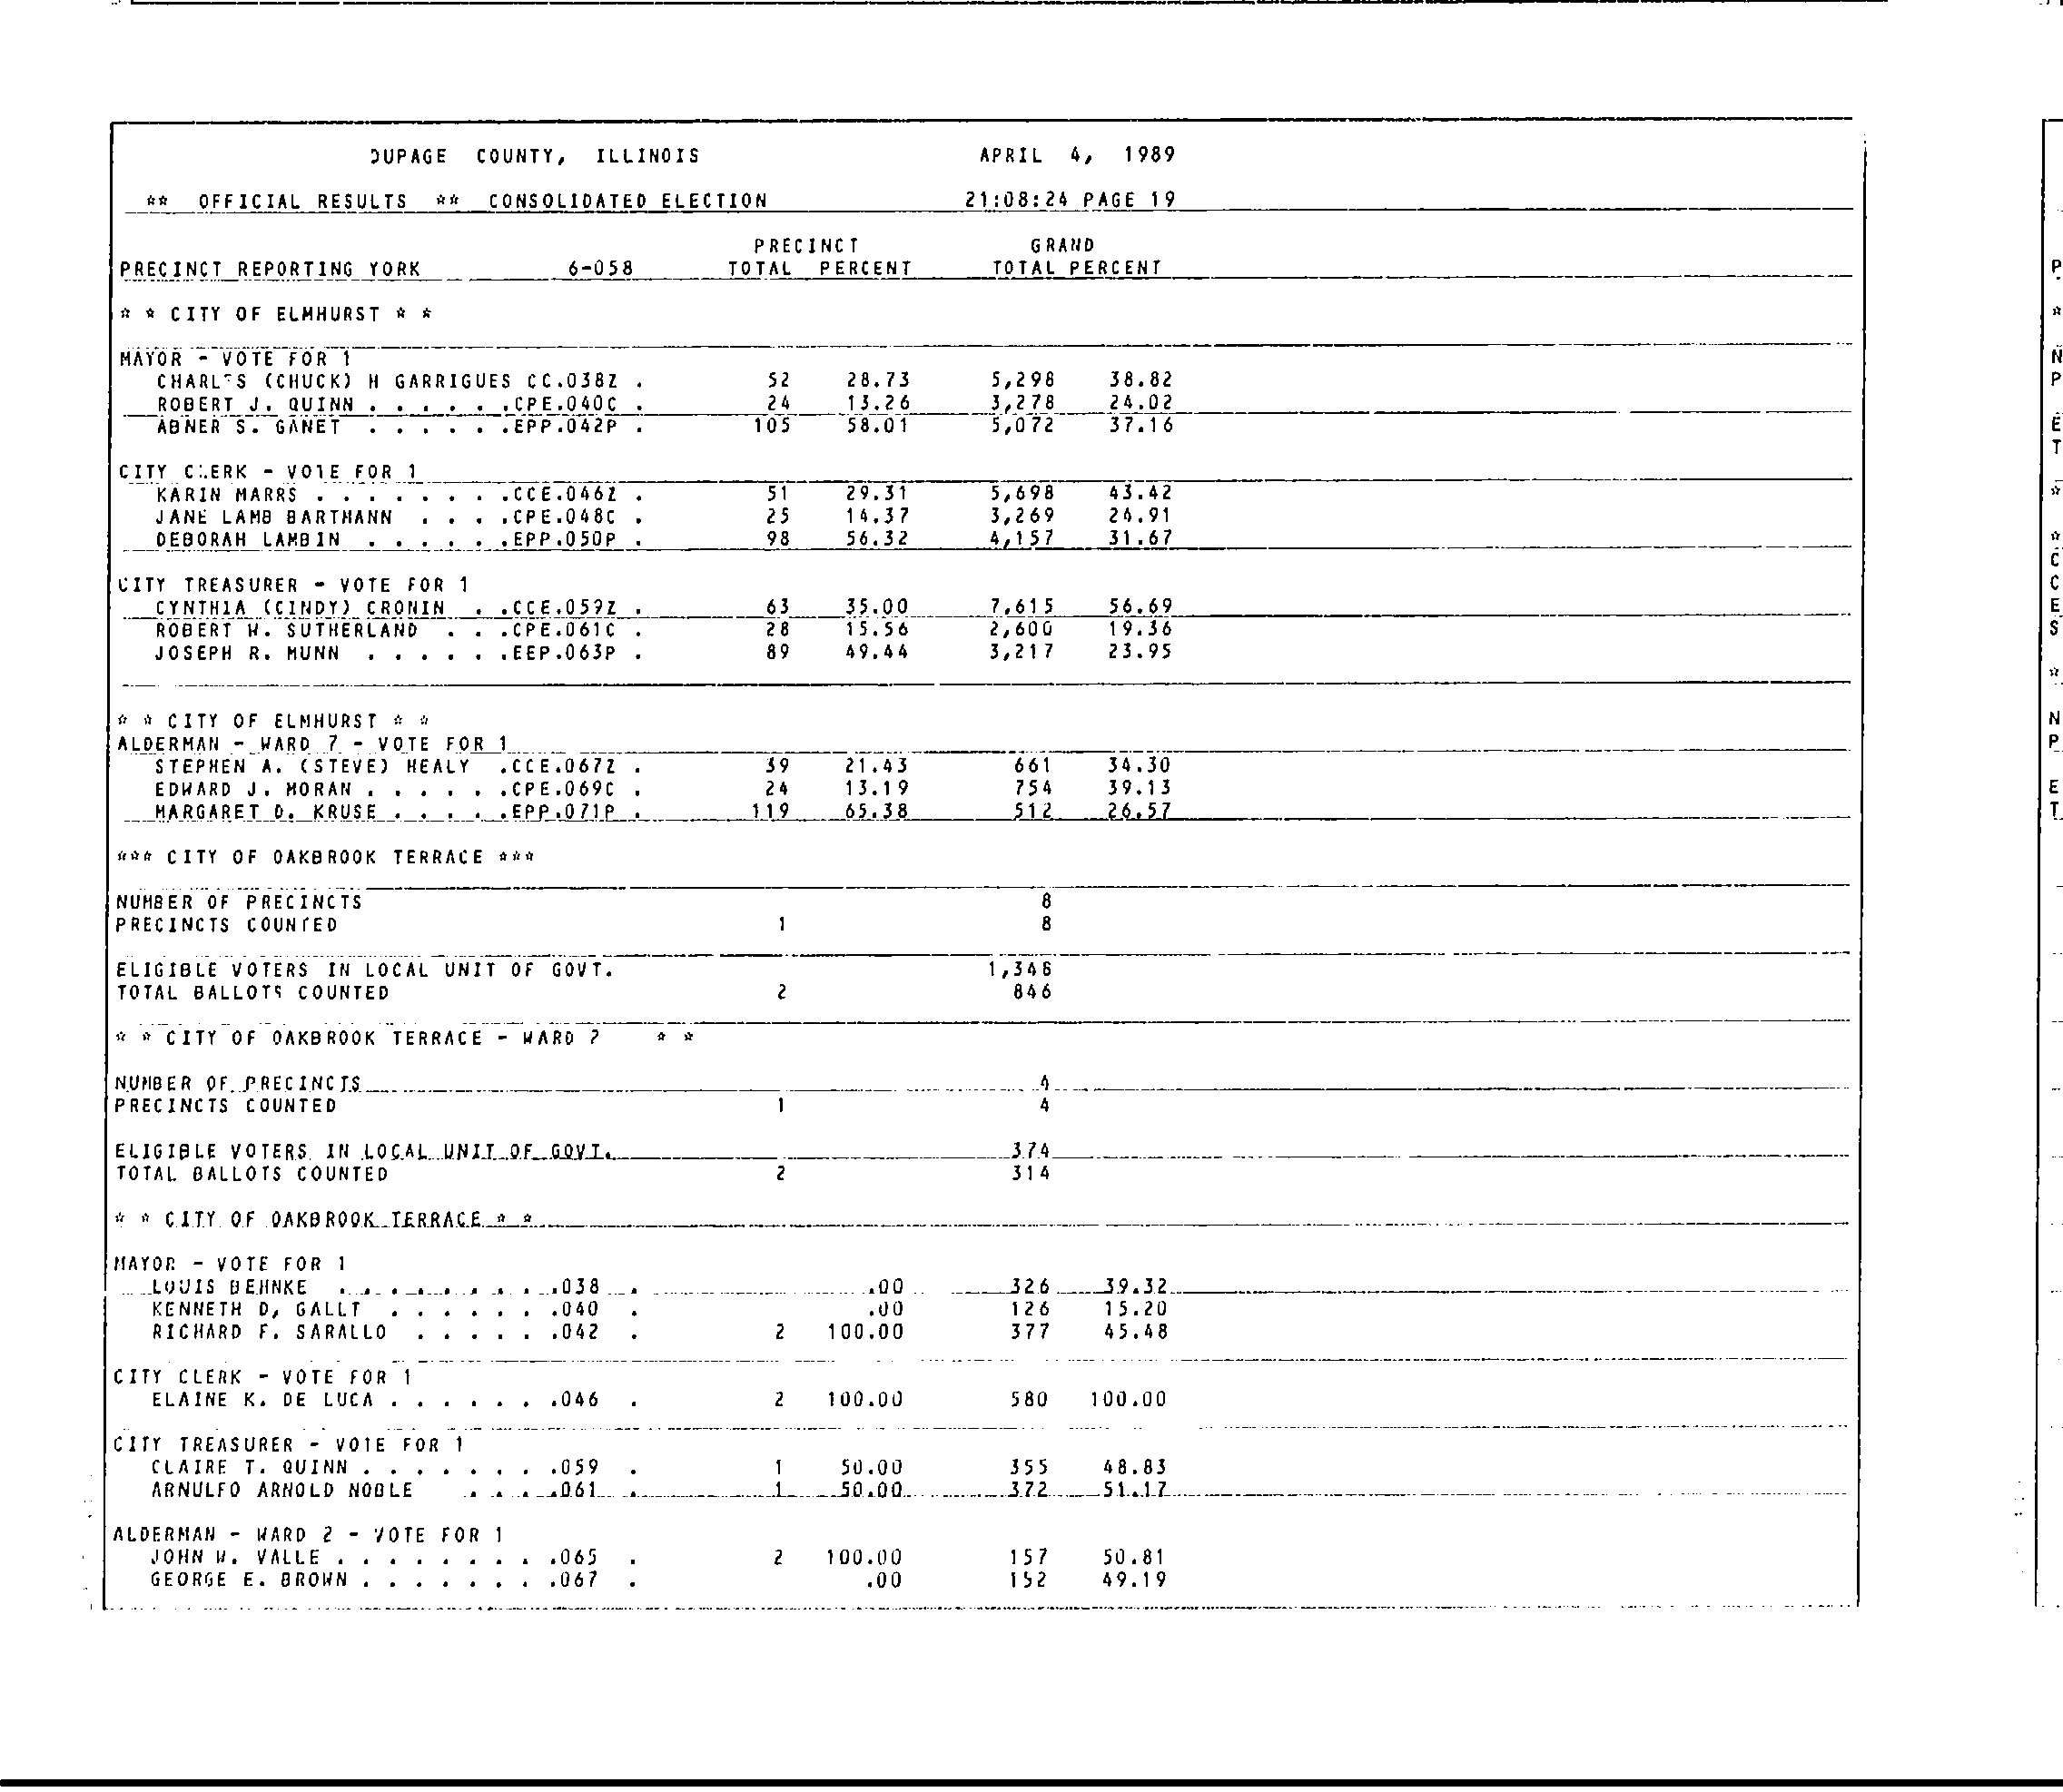 DUPAGE COUNTY, ILLINOIS APRIL 4, 1989
** OFFICIAL RESULTS ** CONSOLIDATED ELECTION 21:08:24 PAGE 19
PRECINCT GRAND
PRECINCT REPORTING YORK 6-058 TOTAL PERCENT TOTAL PERCENT
* * CITY OF ELMHURST * *
MAYOR - VOTE FOR 1
CHARLES (CHUCK) H GARRIGUES CC.038Z . 52 28.73 5,298 38.82
ROBERT J. QUINN . . . . . .CPE.040C . 24 13.26 3,278 24.02
ABNER S. GANET . . . . . .EPP.042P . 105 58.01 5,072 37.16
CITY CLERK - VOTE FOR 1
KARIN MARRS . . . . . . . .CCE.046Z . 51 29.31 5,698 43.42
JANE LAMB BARTHANN . . . .CPE.048C . 25 14.37 3,269 24.91
DEBORAH LAMBIN . . . . . .EPP.050P . 98 56.32 4,157 31.67
CITY TREASURER - VOTE FOR 1
CYNTHIA (CINDY) CRONIN . .CCE.059Z . 63 35.00 7,615 56.69
ROBERT W. SUTHERLAND . . .CPE.061C . 28 15.56 2,600 19.36
JOSEPH R. MUNN . . . . . .EEP.063P . 89 49.44 3,217 23.95
* * CITY OF ELMHURST * *
ALDERMAN - WARD 7 - VOTE FOR 1
STEPHEN A. (STEVE) HEALY .CCE.067Z . 39 21.43 661 34.30
EDWARD J. MORAN . . . . . .CPE.069C . 24 13.19 754 39.13
MARGARET D. KRUSE . . . . .EPP.071P . 119 65.38 512 26.57
*** CITY OF OAKBROOK TERRACE ***
NUMBER OF PRECINCTS 8
PRECINCTS COUNTED 1 8
ELIGIBLE VOTERS IN LOCAL UNIT OF GOVT. 1,346
TOTAL BALLOTS COUNTED 2 846
* * CITY OF OAKBROOK TERRACE - WARD 2 * *
NUMBER OF PRECINCTS 4
PRECINCTS COUNTED 1 4
ELIGIBLE VOTERS IN LOCAL UNIT OF GOVT. 374
TOTAL BALLOTS COUNTED 2 314
* * CITY OF OAKBROOK TERRACE * *
MAYOR - VOTE FOR 1
LOUIS BEHNKE . . . . . . . . .038 . .00 326 39.32
KENNETH D, GALLT . . . . . . .040 . .00 126 15.20
RICHARD F. SARALLO . . . . . .042 . 2 100.00 377 45.48
CITY CLERK - VOTE FOR 1
ELAINE K. DE LUCA . . . . . . .046 . 2 100.00 580 100.00
CITY TREASURER - VOTE FOR 1
CLAIRE T. QUINN . . . . . . . .059 . 1 50.00 355 48.83
ARNULFO ARNOLD NOBLE . . . .061 . 1 50.00 372 51.17
ALDERMAN - WARD 2 - VOTE FOR 1
JOHN W. VALLE . . . . . . . . .065 . 2 100.00 157 50.81
GEORGE E. BROWN . . . . . . . .067 . .00 152 49.19